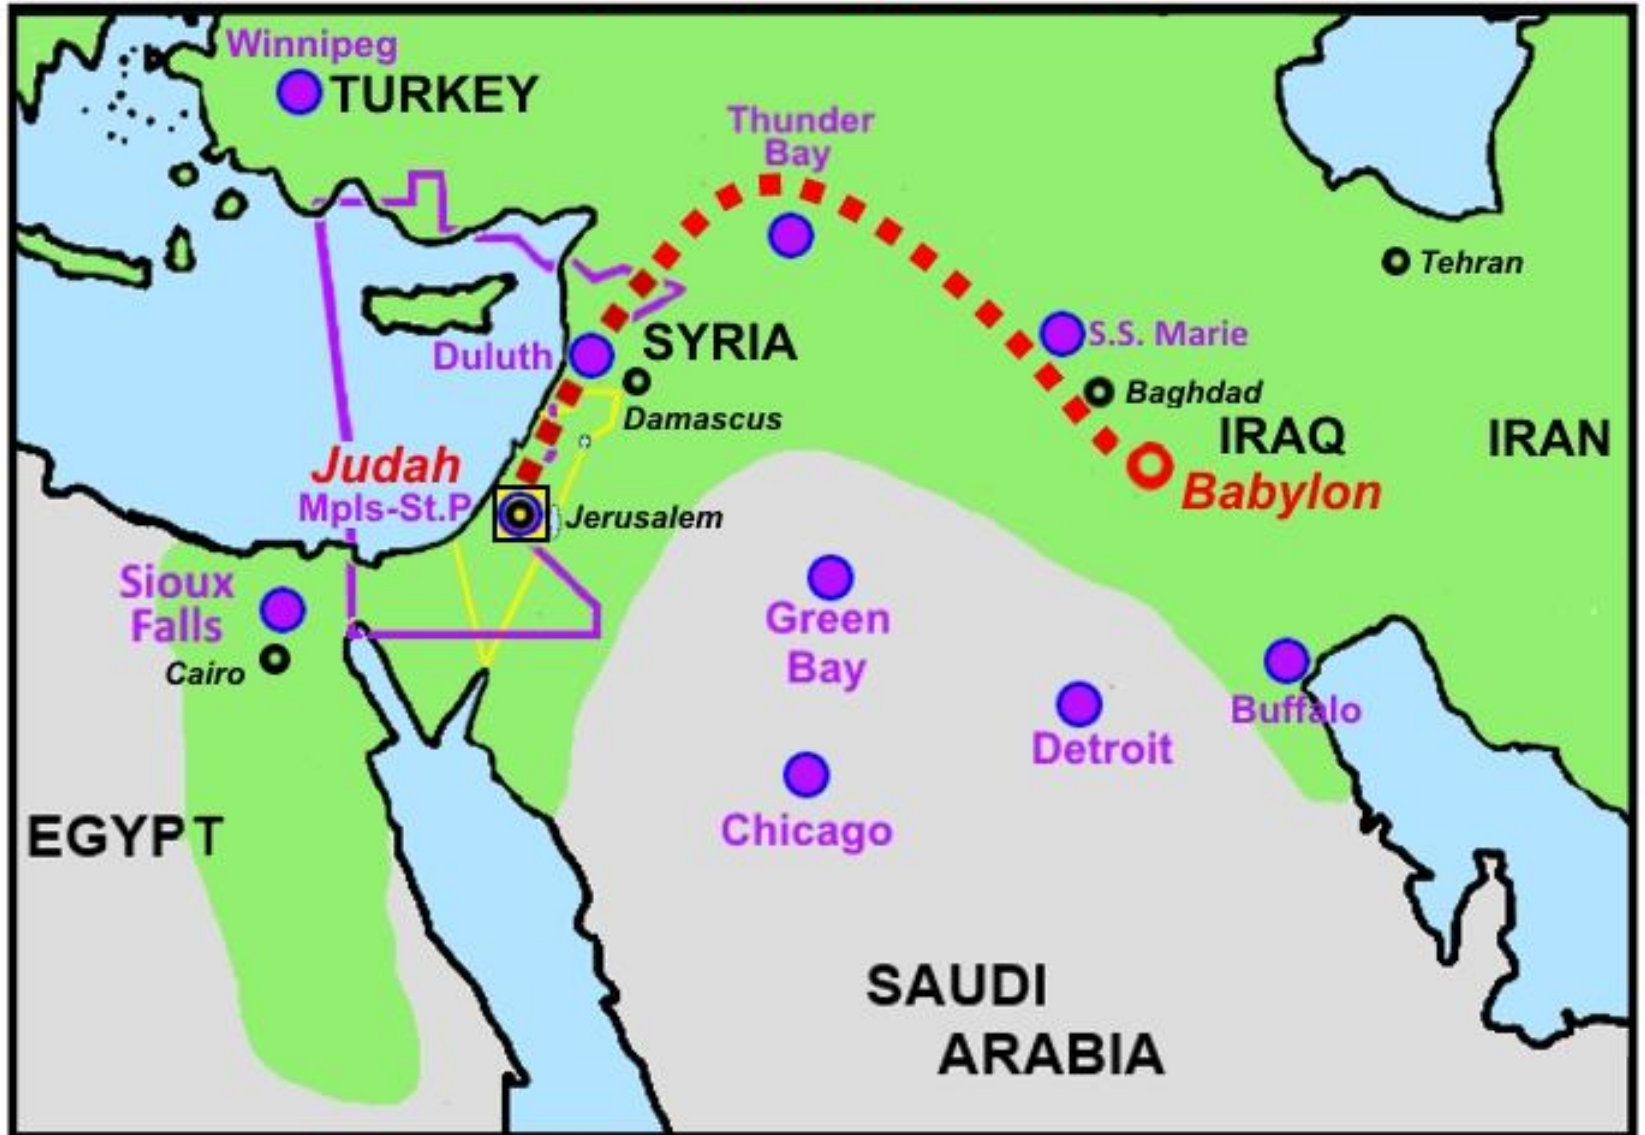 Winnipeg
TURKEY
Thunder
Bay
Tehran
S.S. Marie
SYRIA
Duluth
Baghdad
Damascus
IRAQ
IRAN
Judah
Babylon
Mpls-St.P
Jerusalem
Sioux
Falls
Cairo
Green
Bay
Buffalo
Detroit
Chicago
EGYPT
SAUDI
ARABIA